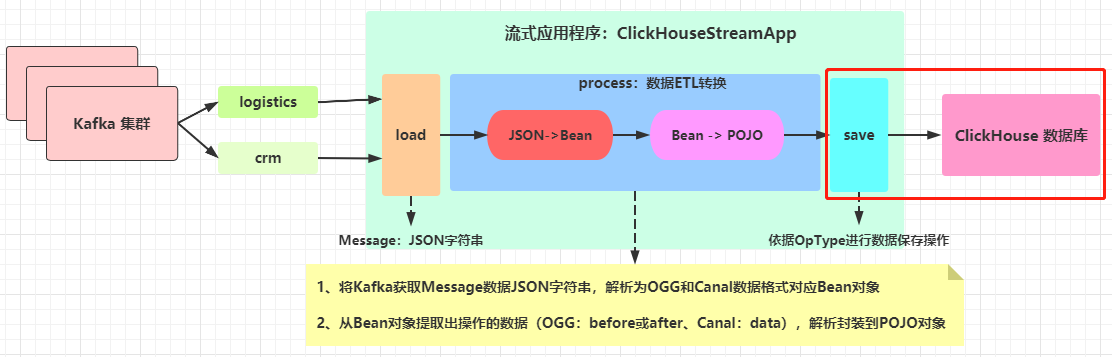 流式应用程序：ClickHouseStreamApp
process：数据ETL转换
Kafka 集群
logistics
crm
load
JSON->Bean
Bean -> POJO
save
ClickHouse 数据库
Message：JSON字符串
依据OpType进行数据保存操作
1、将Kafka获取Message数据JSON字符串，解析为OGG和Canal数据格式对应Bean对象
2、从Bean对象提取出操作的数据（OGG：before或after、Canal：data），解析封装到POJO对象